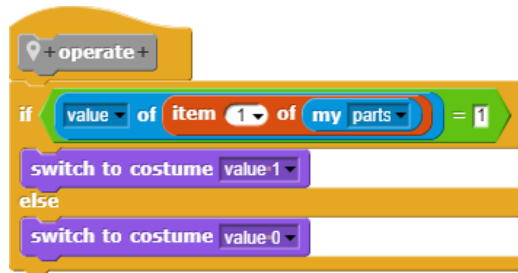 +operate+
if value of item 1 of my parts = 1
switch to costume value-1
else
switch to costume value-0